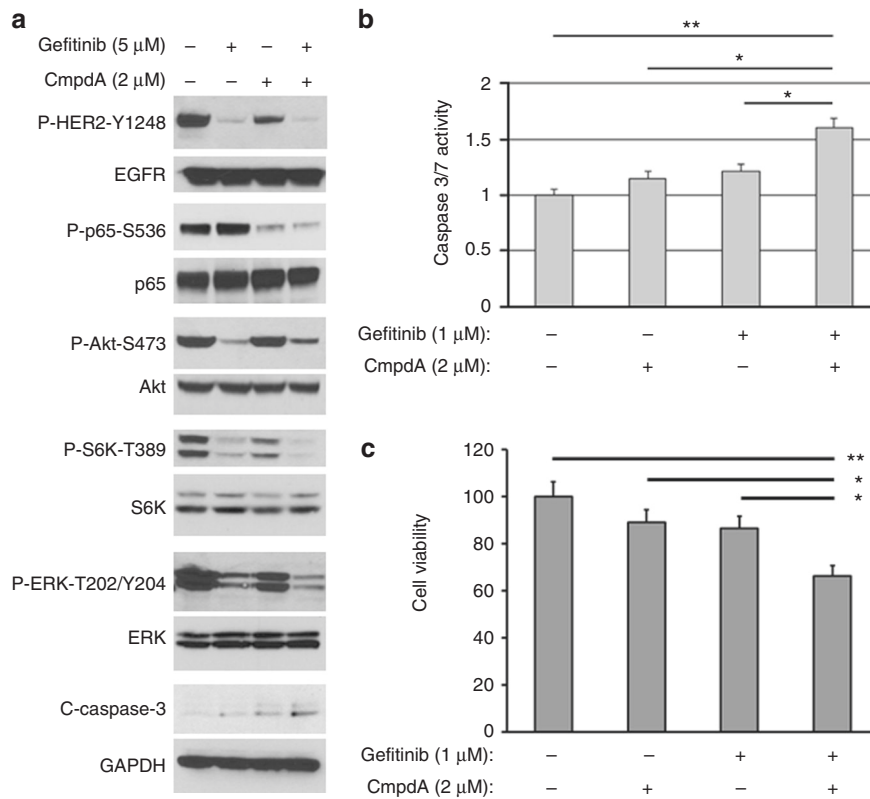 a
Gefitinib (5 μM) – + – +
CmpdA (2 μM) – – + +
P-HER2-Y1248
EGFR
P-p65-S536
p65
P-Akt-S473
Akt
P-S6K-T389
S6K
P-ERK-T202/Y204
ERK
C-caspase-3
GAPDH
b
**
*
*
2
1.5
1
0.5
0
Caspase 3/7 activity
Gefitinib (1 μM): – – + +
CmpdA (2 μM): – + – +
c
**
*
*
120
100
80
60
40
20
0
Cell viability
Gefitinib (1 μM): – – + +
CmpdA (2 μM): – + – +